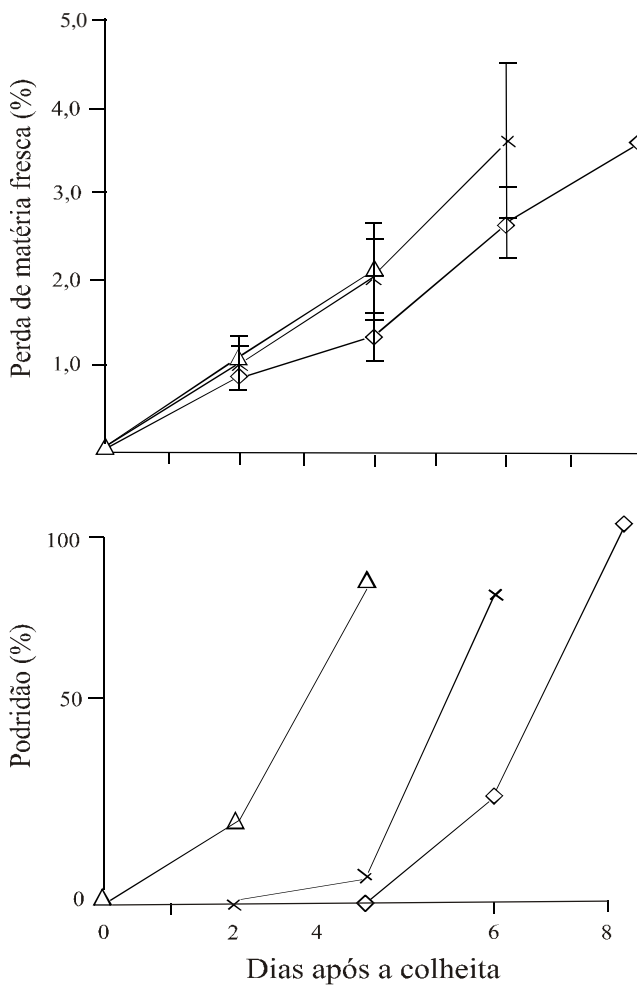 5,0
4,0
3,0
2,0
1,0
Perda de matéria fresca (%)
100
50
0
Podridão (%)
0 2 4 6 8
Dias após a colheita